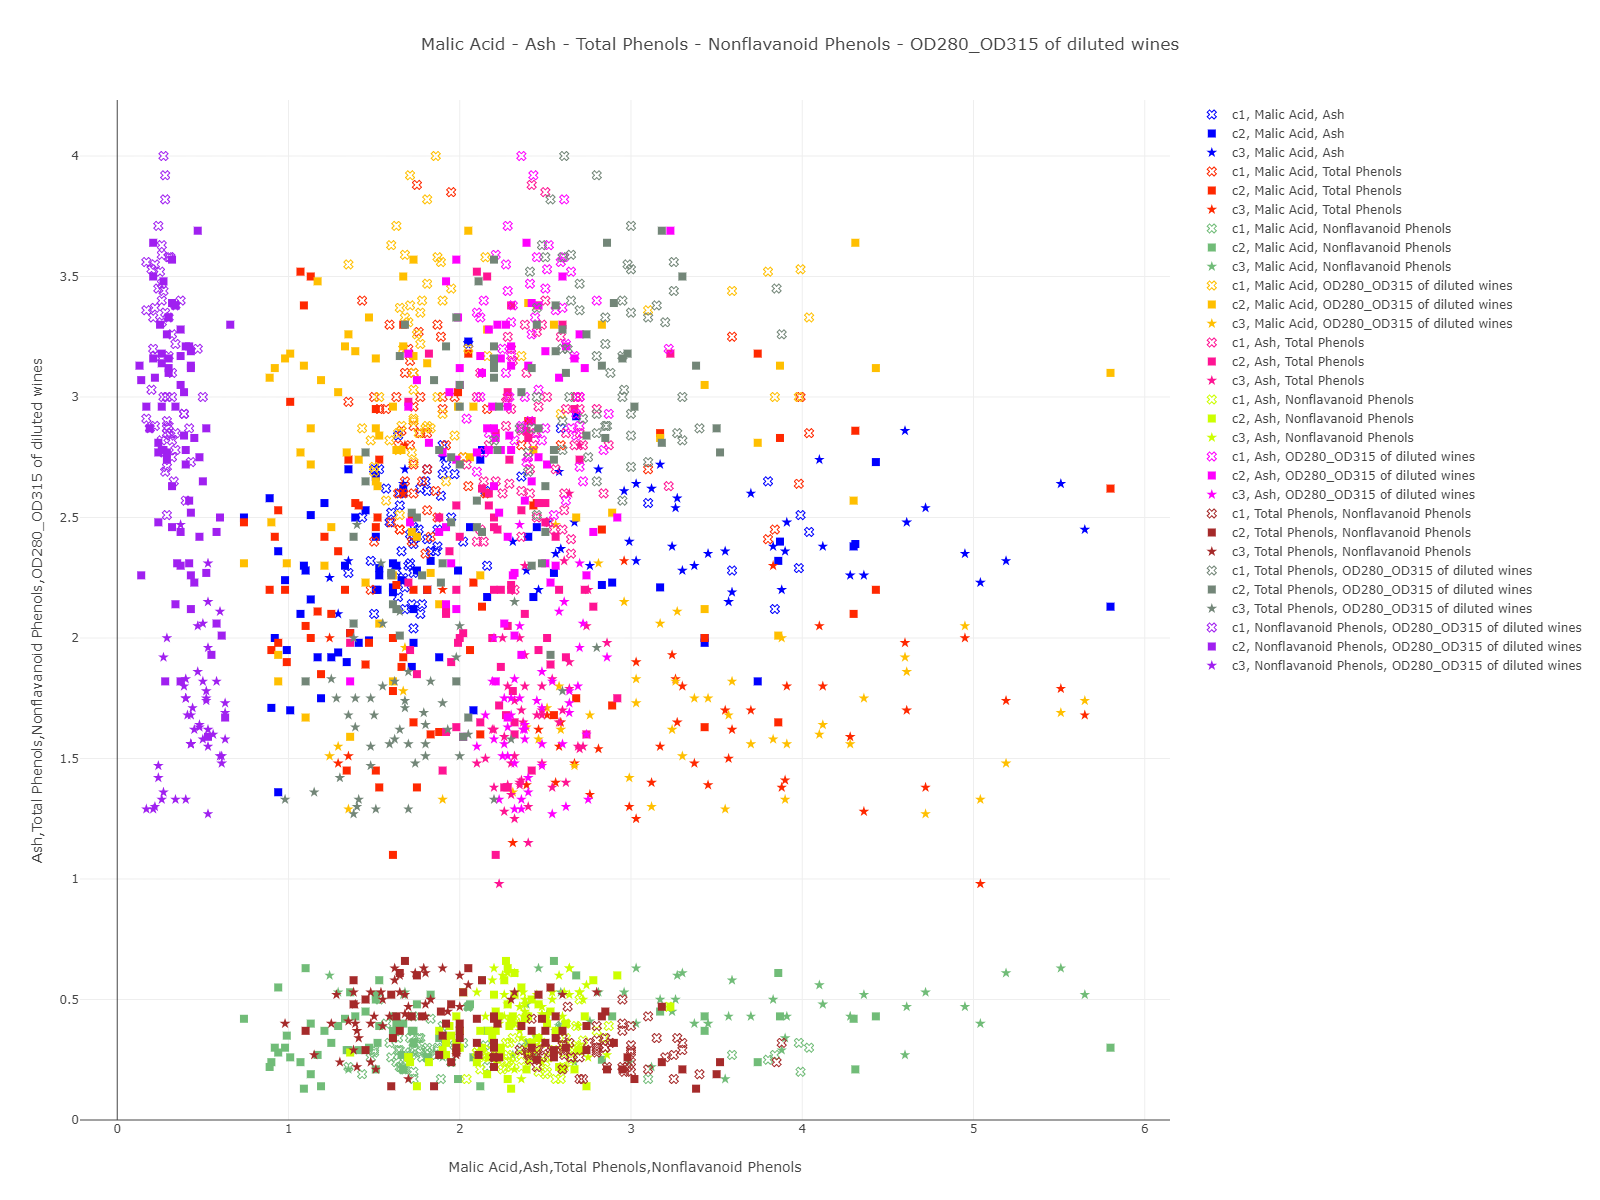 Malic Acid - Ash - Total Phenols - Nonflavanoid Phenols - OD280_OD315 of diluted wines
Ash,Total Phenols,Nonflavanoid Phenols,OD280_OD315 of diluted wines
4
3.5
3
2.5
2
1.5
1
0.5
0
0 1 2 3 4 5 6
Malic Acid,Ash,Total Phenols,Nonflavanoid Phenols
c1, Malic Acid, Ash
c2, Malic Acid, Ash
c3, Malic Acid, Ash
c1, Malic Acid, Total Phenols
c2, Malic Acid, Total Phenols
c3, Malic Acid, Total Phenols
c1, Malic Acid, Nonflavanoid Phenols
c2, Malic Acid, Nonflavanoid Phenols
c3, Malic Acid, Nonflavanoid Phenols
c1, Malic Acid, OD280_OD315 of diluted wines
c2, Malic Acid, OD280_OD315 of diluted wines
c3, Malic Acid, OD280_OD315 of diluted wines
c1, Ash, Total Phenols
c2, Ash, Total Phenols
c3, Ash, Total Phenols
c1, Ash, Nonflavanoid Phenols
c2, Ash, Nonflavanoid Phenols
c3, Ash, Nonflavanoid Phenols
c1, Ash, OD280_OD315 of diluted wines
c2, Ash, OD280_OD315 of diluted wines
c3, Ash, OD280_OD315 of diluted wines
c1, Total Phenols, Nonflavanoid Phenols
c2, Total Phenols, Nonflavanoid Phenols
c3, Total Phenols, Nonflavanoid Phenols
c1, Total Phenols, OD280_OD315 of diluted wines
c2, Total Phenols, OD280_OD315 of diluted wines
c3, Total Phenols, OD280_OD315 of diluted wines
c1, Nonflavanoid Phenols, OD280_OD315 of diluted wines
c2, Nonflavanoid Phenols, OD280_OD315 of diluted wines
c3, Nonflavanoid Phenols, OD280_OD315 of diluted wines